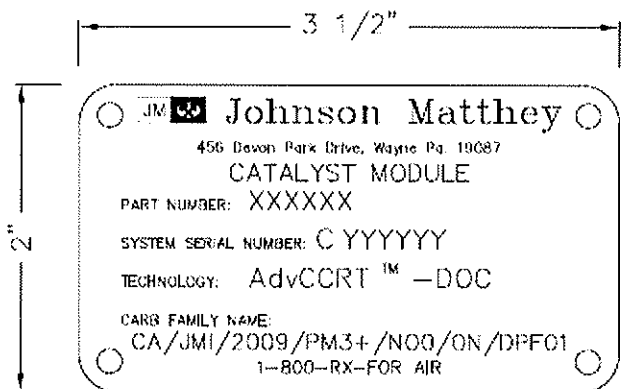 3 1/2"
2"
JM Johnson Matthey
456 Devon Park Drive, Wayne Pa. 19087
CATALYST MODULE
PART NUMBER: XXXXXX
SYSTEM SERIAL NUMBER: C YYYYYY
TECHNOLOGY: AdvCCRT ™ -DOC
CARB FAMILY NAME:
CA/JMI/2009/PM3+/N00/ON/DPF01
1-800-RX-FOR AIR